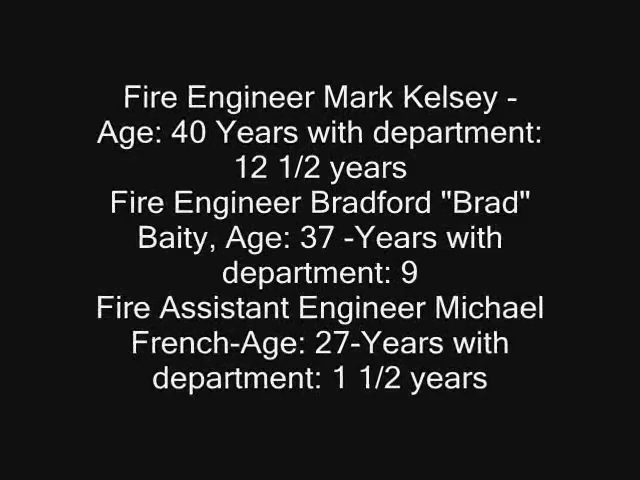 Fire Engineer Mark Kelsey -
Age: 40 Years with department:
12 1/2 years
Fire Engineer Bradford "Brad"
Baity, Age: 37 -Years with
department: 9
Fire Assistant Engineer Michael
French-Age: 27-Years with
department: 1 1/2 years